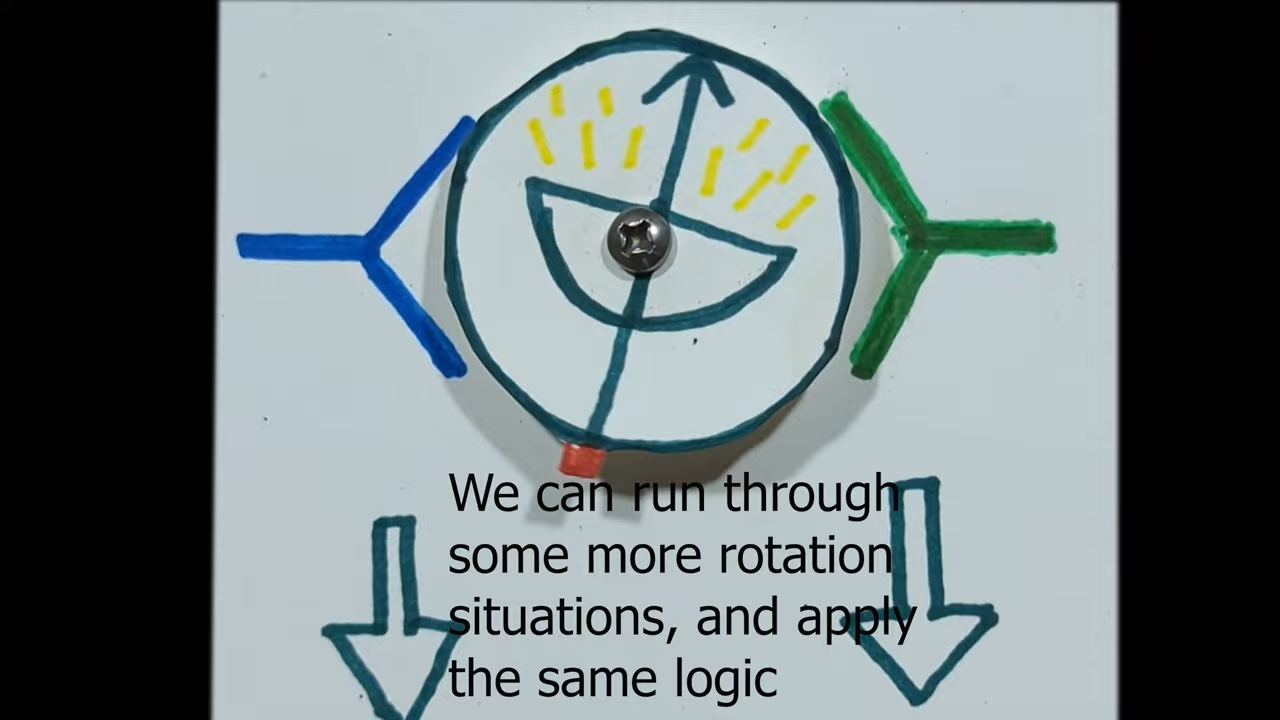 We can run through
some more rotation
situations, and apply
the same logic